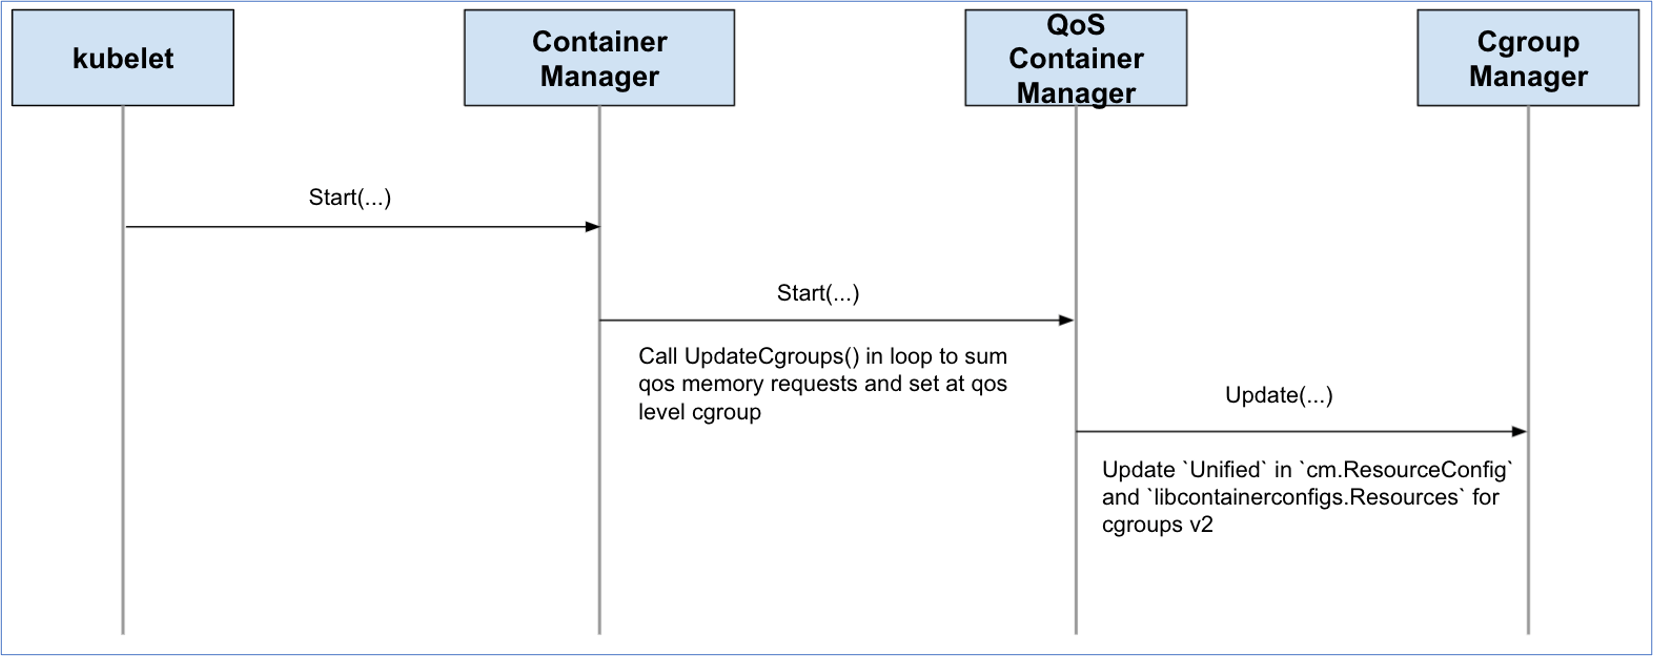 kubelet
Container
Manager
QoS
Container
Manager
Cgroup
Manager
Start(...)
Start(...)
Call UpdateCgroups() in loop to sum
qos memory requests and set at qos
level cgroup
Update(...)
Update `Unified` in `cm.ResourceConfig`
and `libcontainerconfigs.Resources` for
cgroups v2